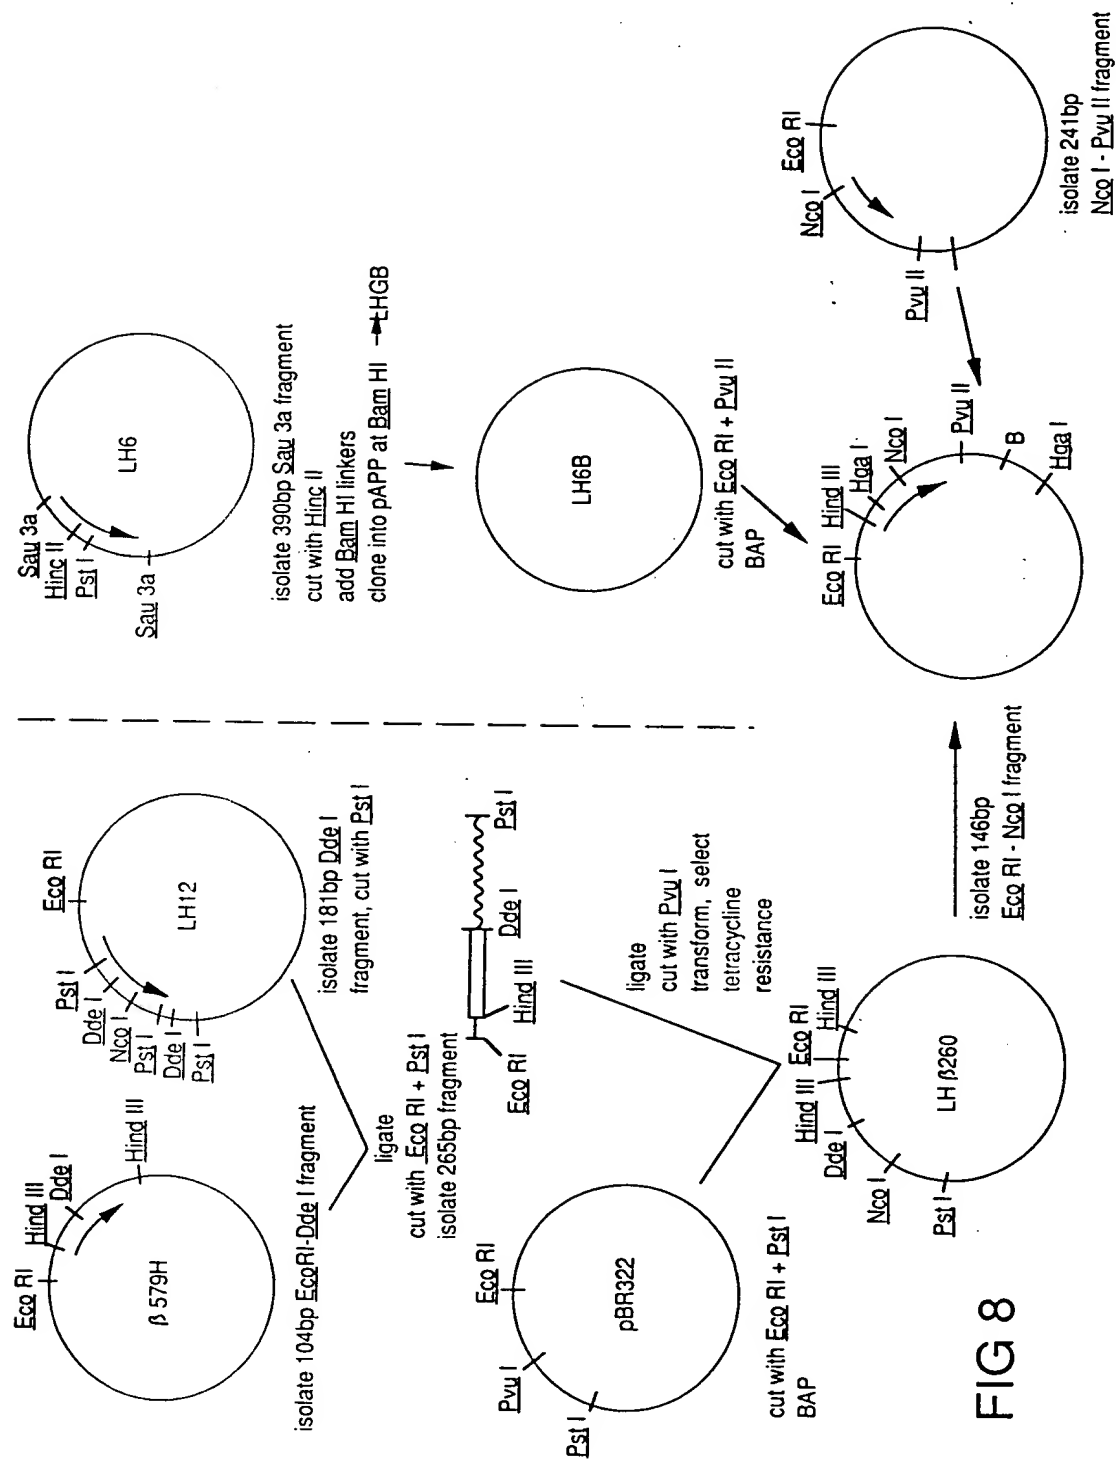 Eco RI
Hind III
Dde I
Hind III
β 579H
isolate 104bp EcoRI-Dde I fragment
Eco RI
Pst I
Dde I
Nco I
Pst I
Dde I
Pst I
LH12
isolate 181bp Dde I
fragment, cut with Pst I
ligate
cut with Eco RI + Pst I
isolate 265bp fragment
Eco RI
Hind III
Dde I
Pst I
Eco RI
Pvu I
Pst I
pBR322
cut with Eco RI + Pst I
BAP
ligate
cut with Pvu I
transform, select
tetracycline
resistance
Hind III
Eco RI
Hind III
Dde I
Nco I
Pst I
LH β260
isolate 146bp
Eco RI - Nco I fragment
Sau 3a
Hinc II
Pst I
Sau 3a
LH6
isolate 390bp Sau 3a fragment
cut with Hinc II
add Bam HI linkers
clone into pAPP at Bam HI → LHGB
LH6B
cut with Eco RI + Pvu II
BAP
Eco RI
Hind III
Hga I
Nco I
Pvu II
B
Hga I
Eco RI
Nco I
Pvu II
isolate 241bp
Nco I - Pvu II fragment
FIG 8